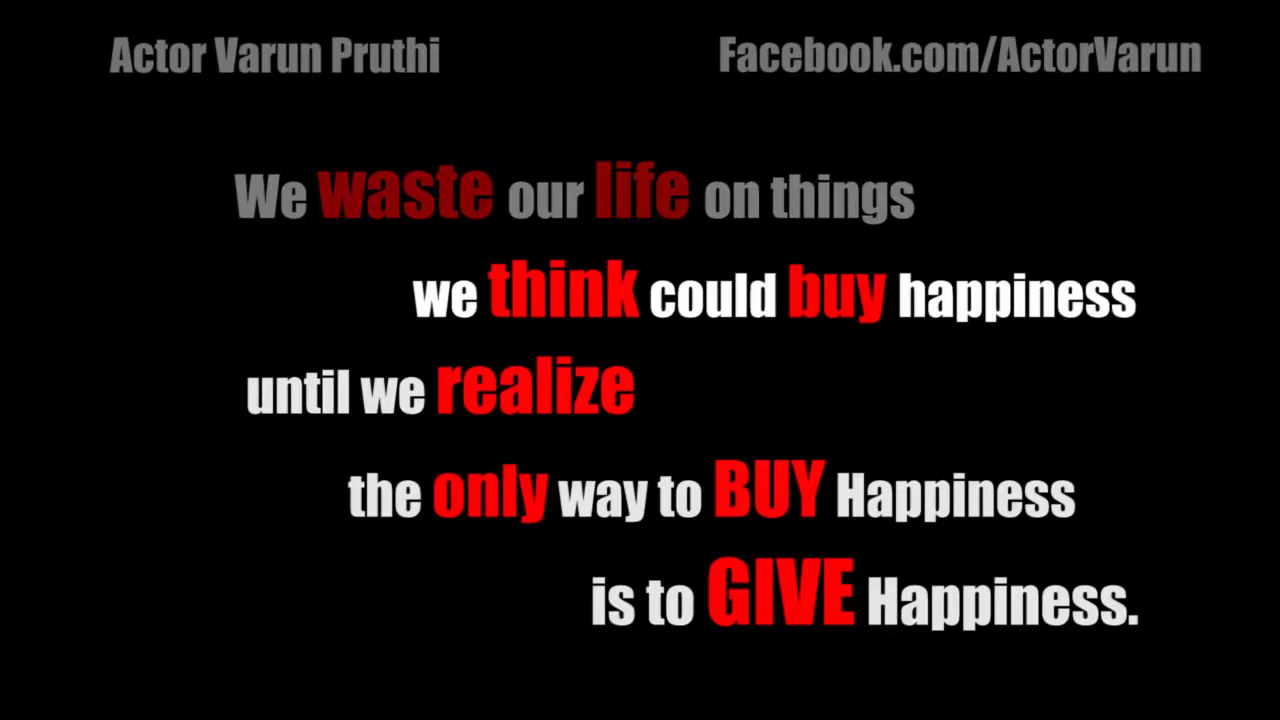 Actor Varun Pruthi
Facebook.com/ActorVarun
We waste our life on things
we think could buy happiness
until we realize
the only way to BUY Happiness
is to GIVE Happiness.